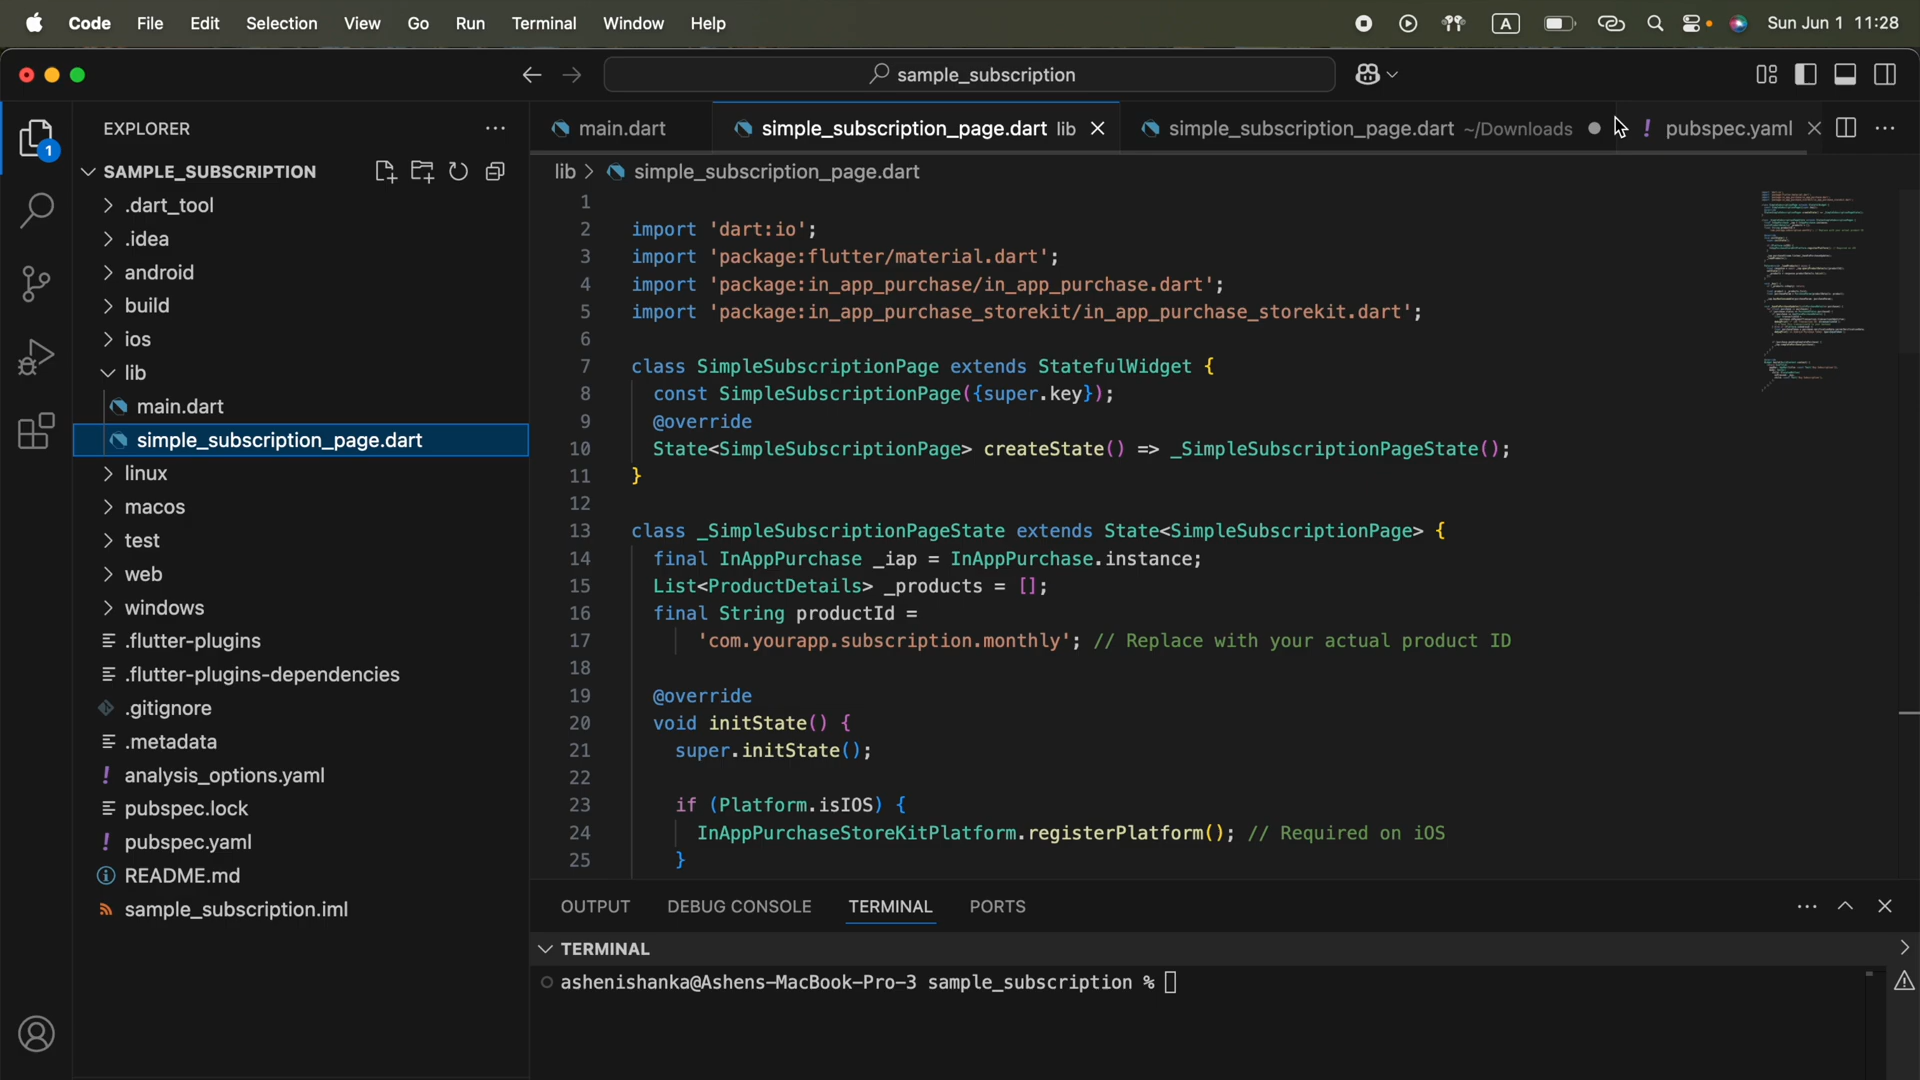 Code File Edit Selection View Go Run Terminal Window Help A Sun Jun 1 11:28
sample_subscription
EXPLORER
1
SAMPLE_SUBSCRIPTION
.dart_tool
.idea
android
build
ios
lib
main.dart
simple_subscription_page.dart
linux
macos
test
web
windows
.flutter-plugins
.flutter-plugins-dependencies
.gitignore
.metadata
! analysis_options.yaml
pubspec.lock
! pubspec.yaml
README.md
sample_subscription.iml
main.dart simple_subscription_page.dart lib simple_subscription_page.dart ~/Downloads ! pubspec.yaml
lib > simple_subscription_page.dart
1
2 import 'dart:io';
3 import 'package:flutter/material.dart';
4 import 'package:in_app_purchase/in_app_purchase.dart';
5 import 'package:in_app_purchase_storekit/in_app_purchase_storekit.dart';
6
7 class SimpleSubscriptionPage extends StatefulWidget {
8 const SimpleSubscriptionPage({super.key});
9 @override
10 State<SimpleSubscriptionPage> createState() => _SimpleSubscriptionPageState();
11 }
12
13 class _SimpleSubscriptionPageState extends State<SimpleSubscriptionPage> {
14 final InAppPurchase _iap = InAppPurchase.instance;
15 List<ProductDetails> _products = [];
16 final String productId =
17 'com.yourapp.subscription.monthly'; // Replace with your actual product ID
18
19 @override
20 void initState() {
21 super.initState();
22
23 if (Platform.isIOS) {
24 InAppPurchaseStoreKitPlatform.registerPlatform(); // Required on iOS
25 }
OUTPUT DEBUG CONSOLE TERMINAL PORTS
TERMINAL
ashenishanka@Ashens-MacBook-Pro-3 sample_subscription %